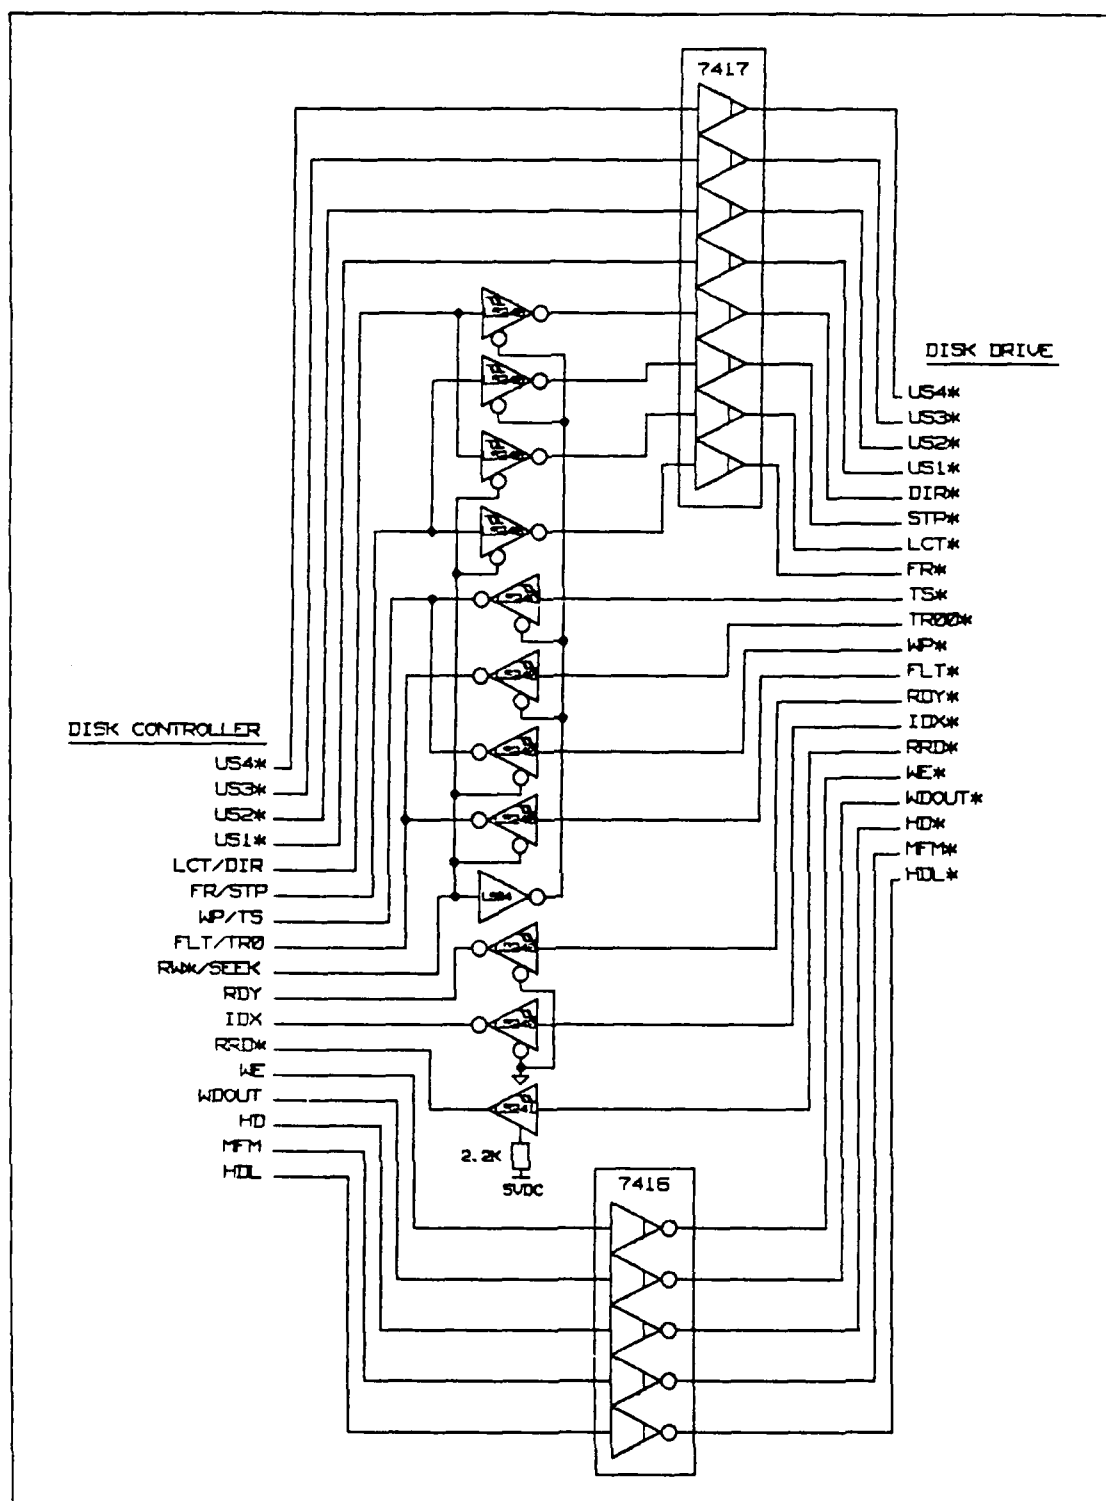 7417
DISK DRIVE
US4*
US3*
US2*
US1*
DIR*
STP*
LCT*
FR*
TS*
TR00*
WP*
FLT*
RDY*
IDX*
RRD*
WE*
WDOUT*
HD*
MFM*
HDL*
DISK CONTROLLER
US4*
US3*
US2*
US1*
LCT/DIR
FR/STP
WP/TS
FLT/TR0
RW*/SEEK
RDY
IDX
RRD*
WE
WDOUT
HD
MFM
HDL
LS04
2.2K
5VDC
7416